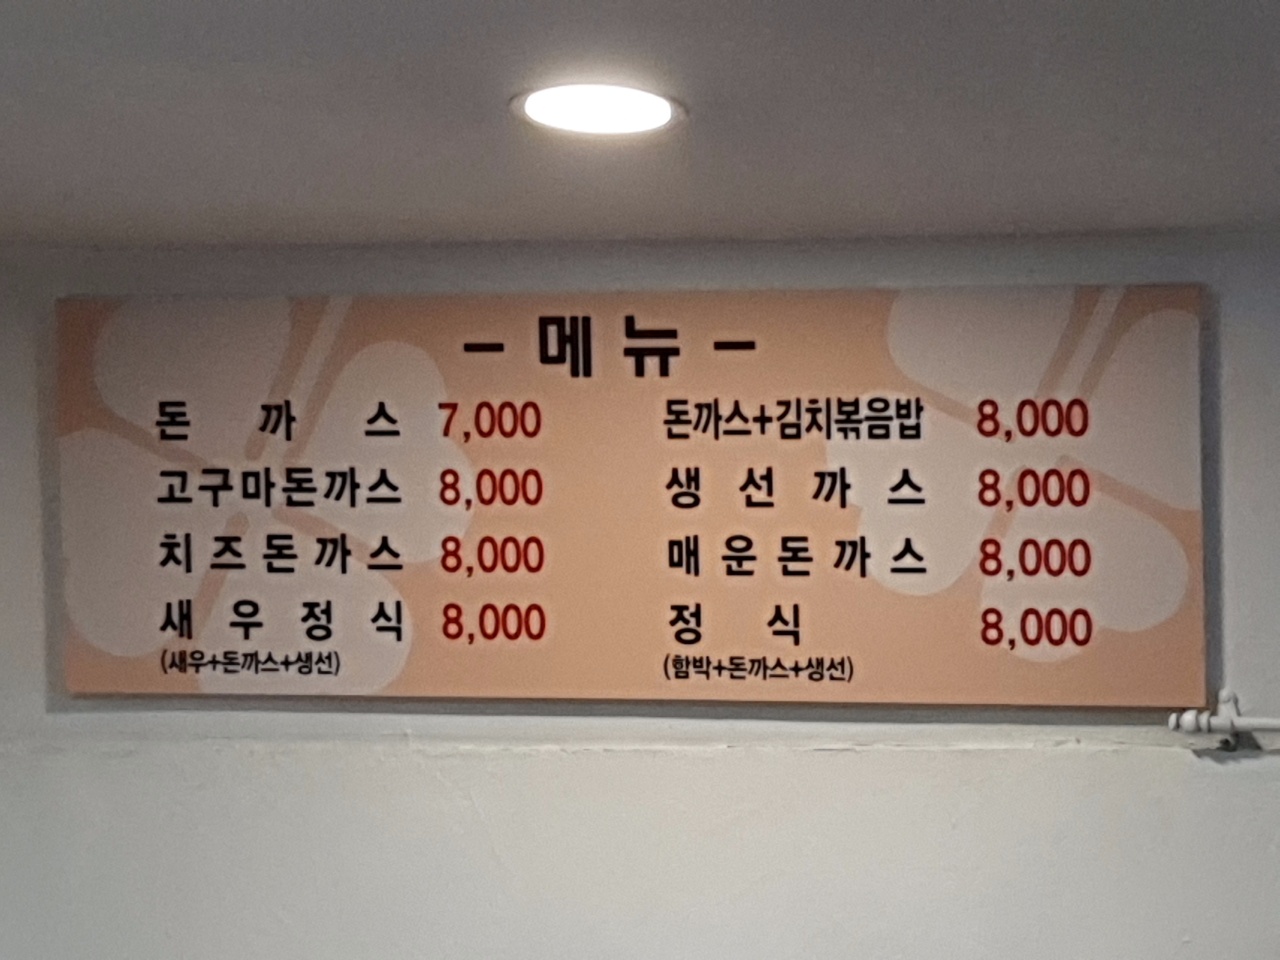 – 메뉴 –
돈까스 7,000
고구마돈까스 8,000
치즈돈까스 8,000
새우정식 8,000
(새우+돈까스+생선)
돈까스+김치볶음밥 8,000
생선까스 8,000
매운돈까스 8,000
정식 8,000
(함박+돈까스+생선)